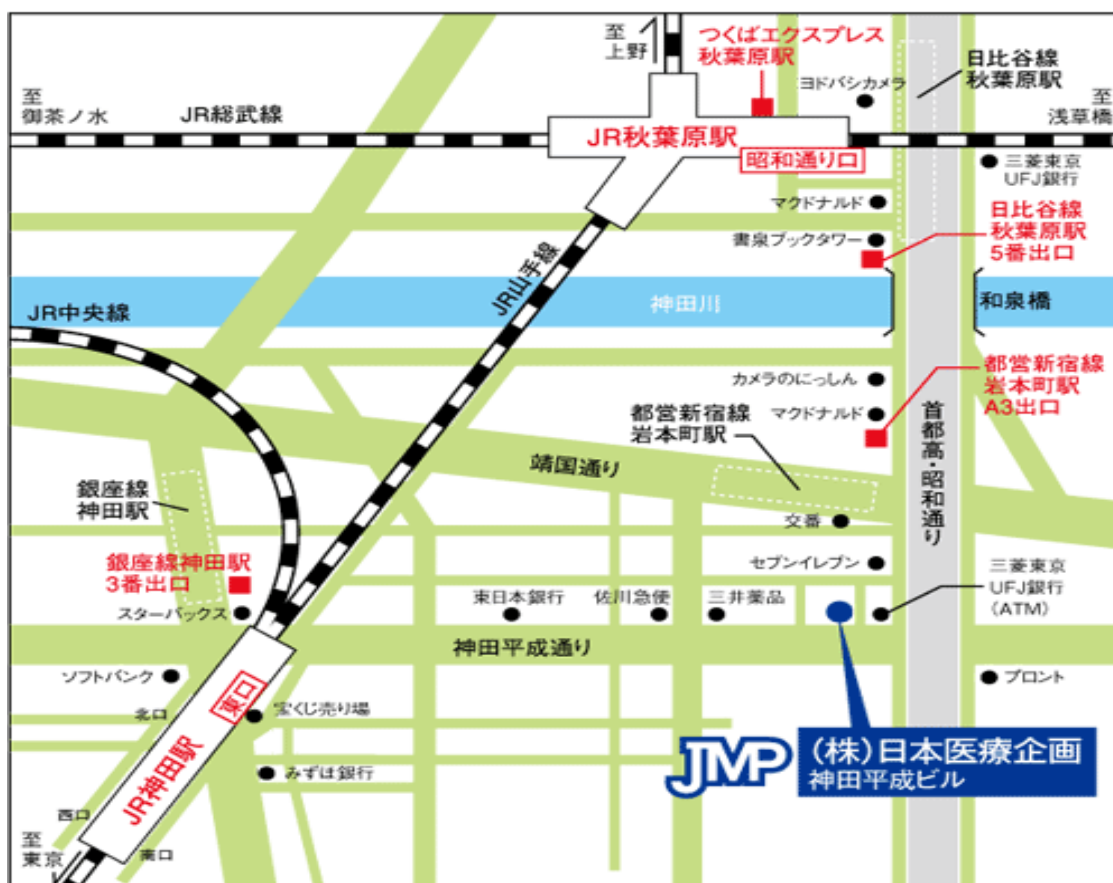 至
上野
つくばエクスプレス
秋葉原駅
日比谷線
秋葉原駅
ヨドバシカメラ
至
御茶ノ水
JR総武線
至
浅草橋
JR秋葉原駅
昭和通り口
三菱東京
UFJ銀行
マクドナルド
日比谷線
秋葉原駅
5番出口
書泉ブックタワー
JR山手線
神田川
和泉橋
JR中央線
カメラのにっしん
都営新宿線
岩本町駅
A3出口
マクドナルド
都営新宿線
岩本町駅
首都高・昭和通り
靖国通り
銀座線
神田駅
交番
銀座線神田駅
3番出口
セブンイレブン
三菱東京
UFJ銀行
(ATM)
スターバックス
東日本銀行
佐川急便
三井薬品
神田平成通り
ソフトバンク
プロント
北口
東口
宝くじ売り場
JR神田駅
みずほ銀行
JMP
(株)日本医療企画
神田平成ビル
西口
南口
至
東京